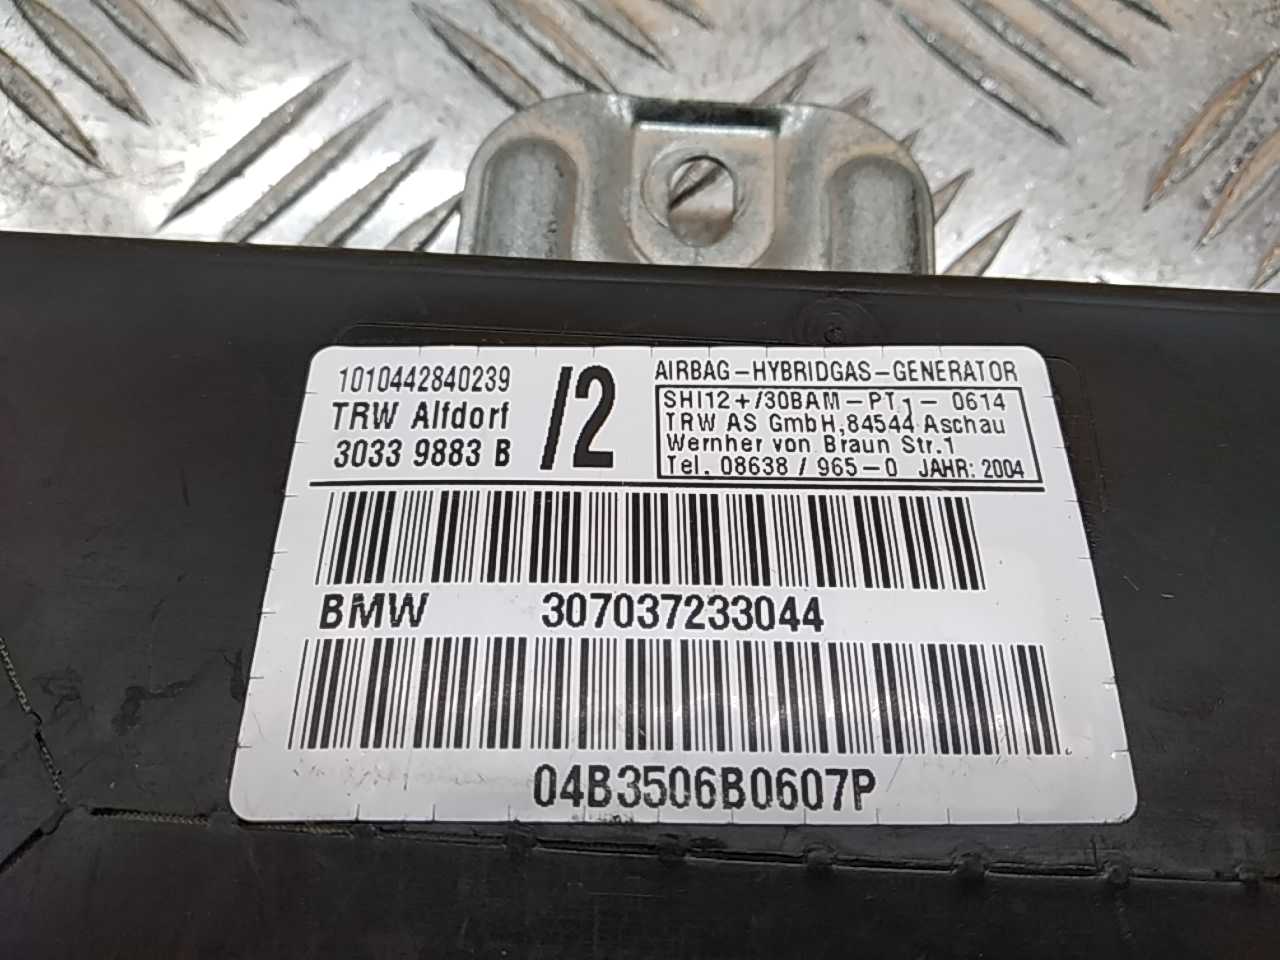 1010442840239
TRW Alfdorf
3033 9883 B
/2
AIRBAG-HYBRIDGAS-GENERATOR
SHI12+/30BAM-PT1-0614
TRW AS GmbH,84544 Aschau
Wernher von Braun Str.1
Tel. 08638 / 965-0 JAHR: 2004
BMW 307037233044
04B3506B0607P